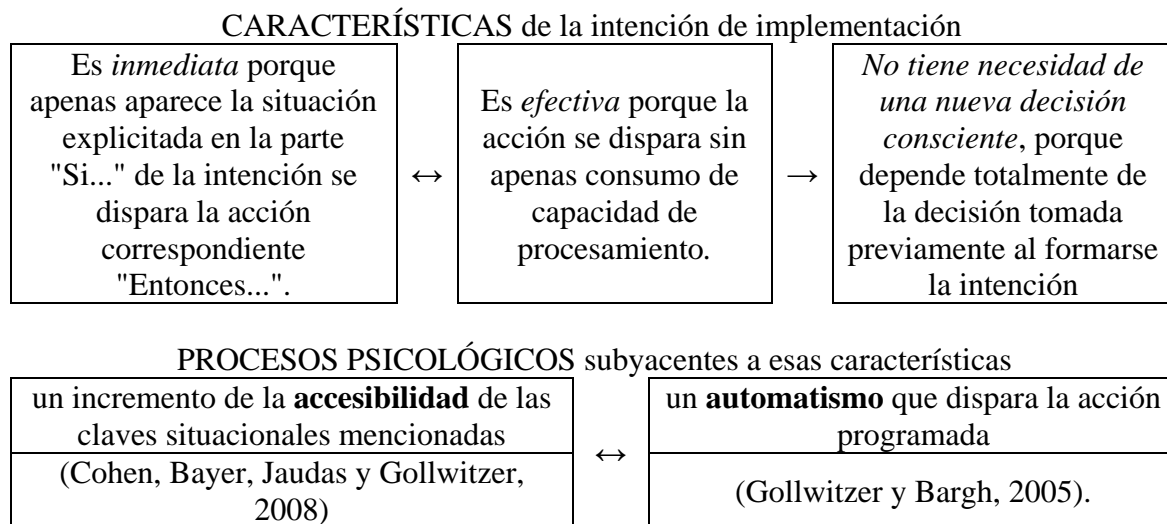 CARACTERÍSTICAS de la intención de implementación
Es inmediata porque
apenas aparece la situación
explicitada en la parte
"Si..." de la intención se
dispara la acción
correspondiente
"Entonces...".
↔
Es efectiva porque la
acción se dispara sin
apenas consumo de
capacidad de
procesamiento.
→
No tiene necesidad de
una nueva decisión
consciente, porque
depende totalmente de
la decisión tomada
previamente al formarse
la intención
PROCESOS PSICOLÓGICOS subyacentes a esas características
un incremento de la accesibilidad de las
claves situacionales mencionadas
(Cohen, Bayer, Jaudas y Gollwitzer,
2008)
↔
un automatismo que dispara la acción
programada
(Gollwitzer y Bargh, 2005).